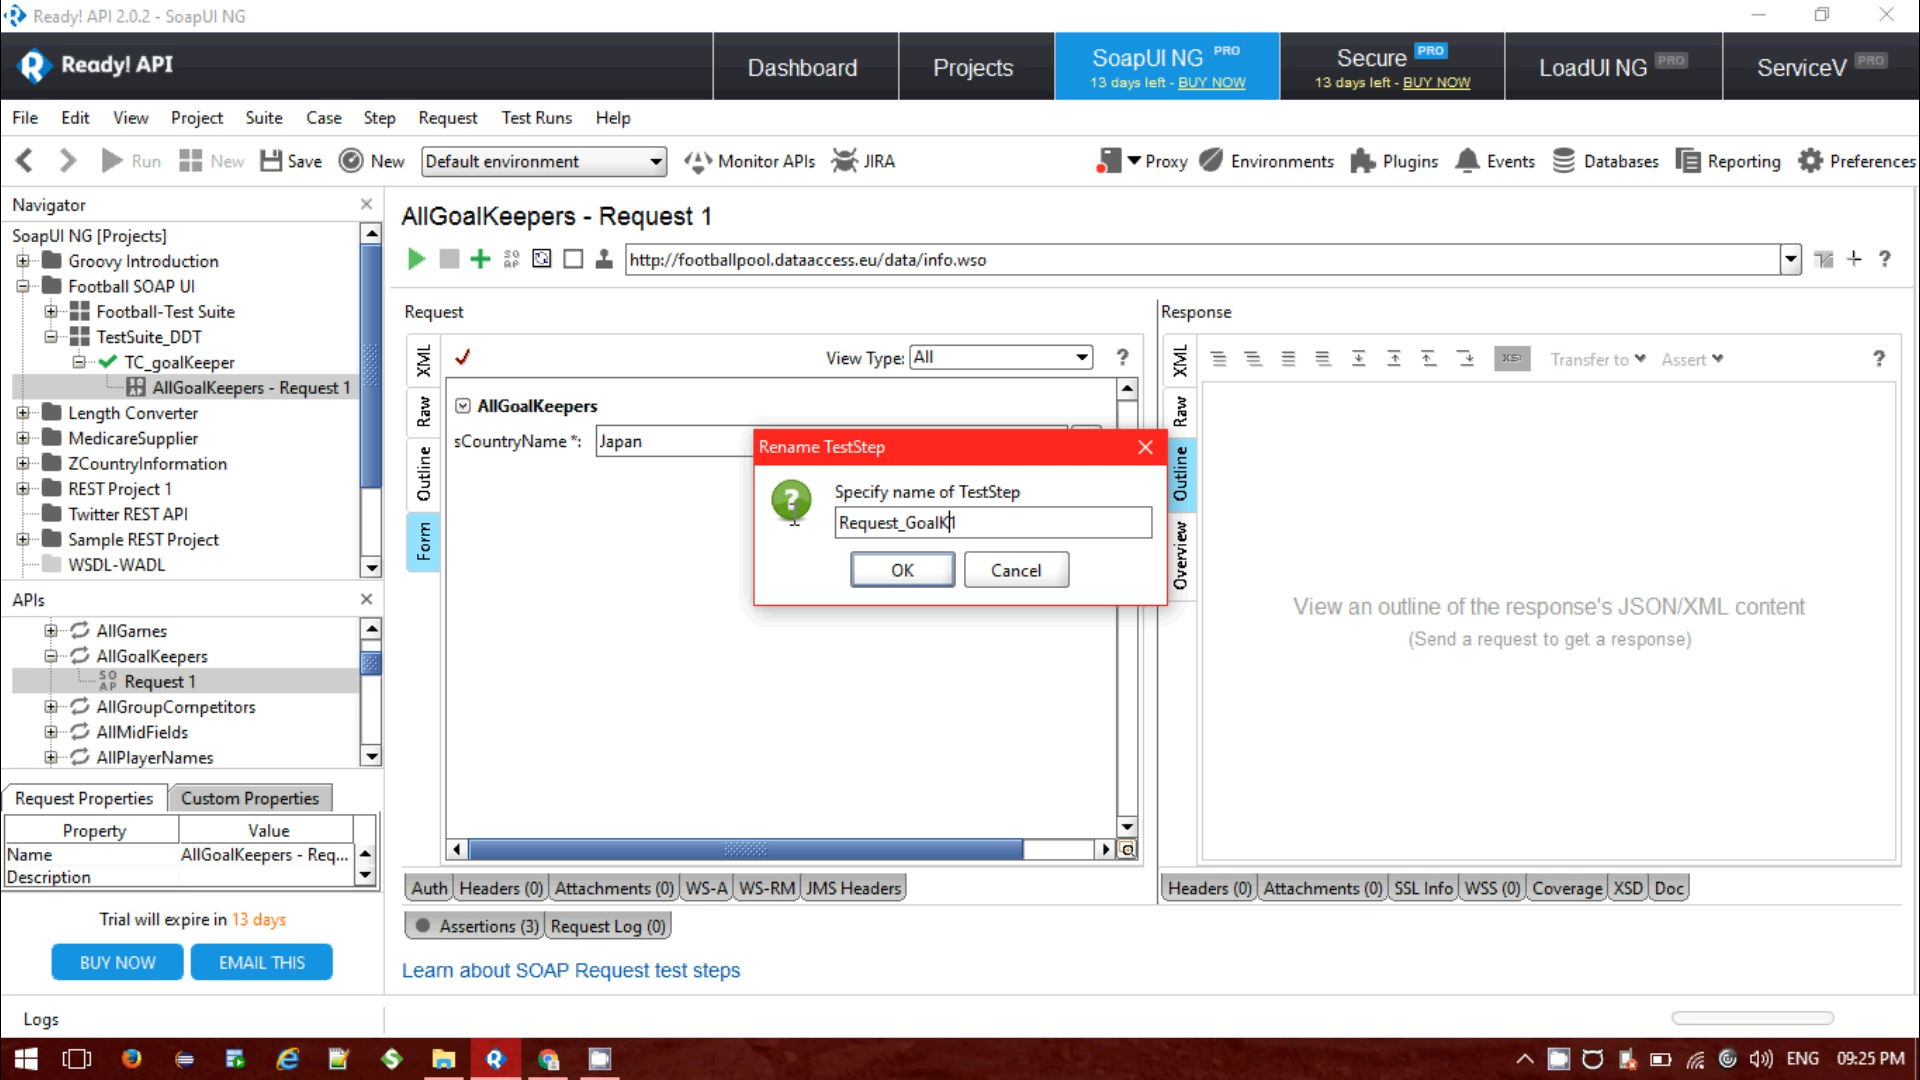 Ready! API 2.0.2 - SoapUI NG
Ready! API
Dashboard
Projects
SoapUI NG PRO
13 days left - BUY NOW
Secure PRO
13 days left - BUY NOW
LoadUI NG PRO
ServiceV PRO
File Edit View Project Suite Case Step Request Test Runs Help
Run New Save New Default environment Monitor APIs JIRA Proxy Environments Plugins Events Databases Reporting Preferences
Navigator
SoapUI NG [Projects]
Groovy Introduction
Football SOAP UI
Football-Test Suite
TestSuite_DDT
TC_goalKeeper
AllGoalKeepers - Request 1
Length Converter
MedicareSupplier
ZCountryInformation
REST Project 1
Twitter REST API
Sample REST Project
WSDL-WADL
APIs
AllGames
AllGoalKeepers
SOAP Request 1
AllGroupCompetitors
AllMidFields
AllPlayerNames
Request Properties Custom Properties
Property Value
Name AllGoalKeepers - Req...
Description
Trial will expire in 13 days
BUY NOW EMAIL THIS
Logs
AllGoalKeepers - Request 1
SOAP
http://footballpool.dataaccess.eu/data/info.wso
?
Request
XML
Raw
Outline
Form
View Type: All
?
AllGoalKeepers
sCountryName *: Japan
Rename TestStep
Specify name of TestStep
Request_GoalK1
OK Cancel
Response
XML
Raw
Outline
Overview
Transfer to Assert
?
View an outline of the response's JSON/XML content
(Send a request to get a response)
Auth Headers (0) Attachments (0) WS-A WS-RM JMS Headers
Headers (0) Attachments (0) SSL Info WSS (0) Coverage XSD Doc
Assertions (3) Request Log (0)
Learn about SOAP Request test steps
ENG 09:25 PM